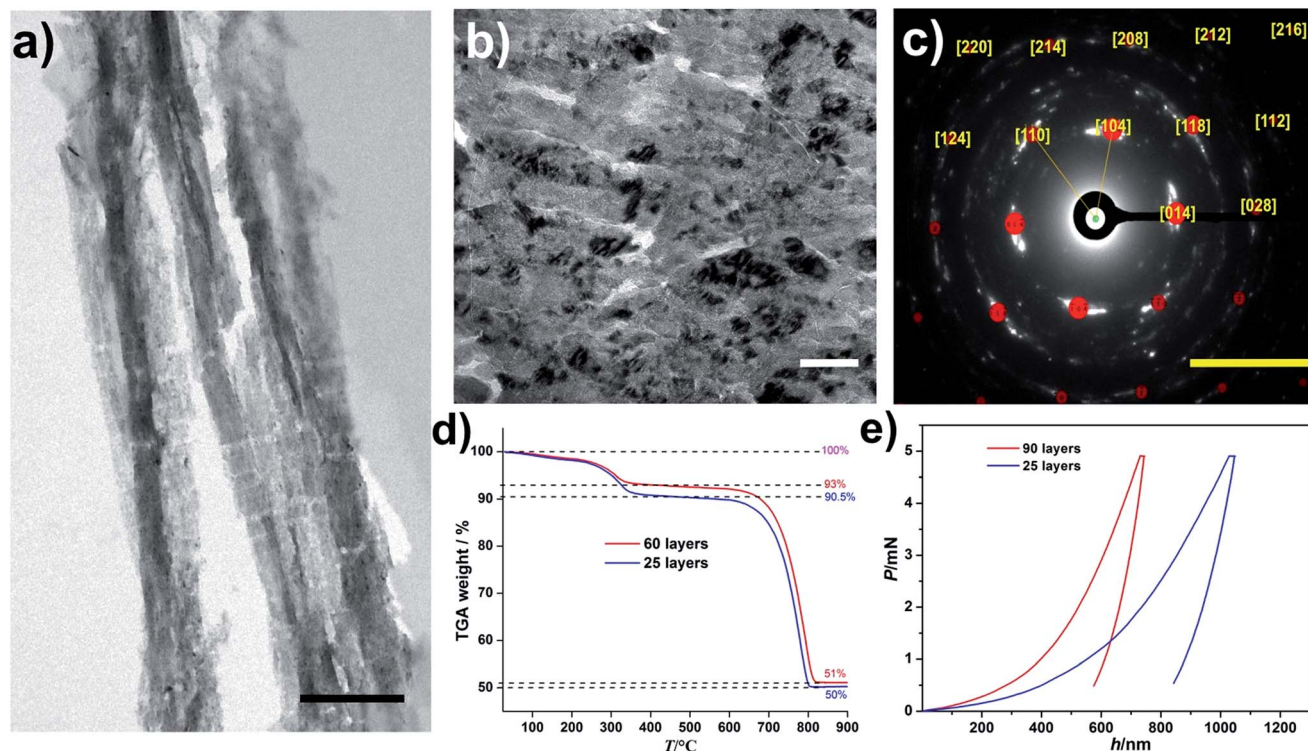 a)
b)
c)
[220] [214] [208] [212] [216]
[124] [110] [104] [118] [112]
[014] [028]
d)
100%
93%
90.5%
60 layers
25 layers
51%
50%
100
90
80
70
60
50
TGA weight / %
100 200 300 400 500 600 700 800 900
T/°C
e)
90 layers
25 layers
5
4
3
2
1
0
P/mN
200 400 600 800 1000 1200
h/nm